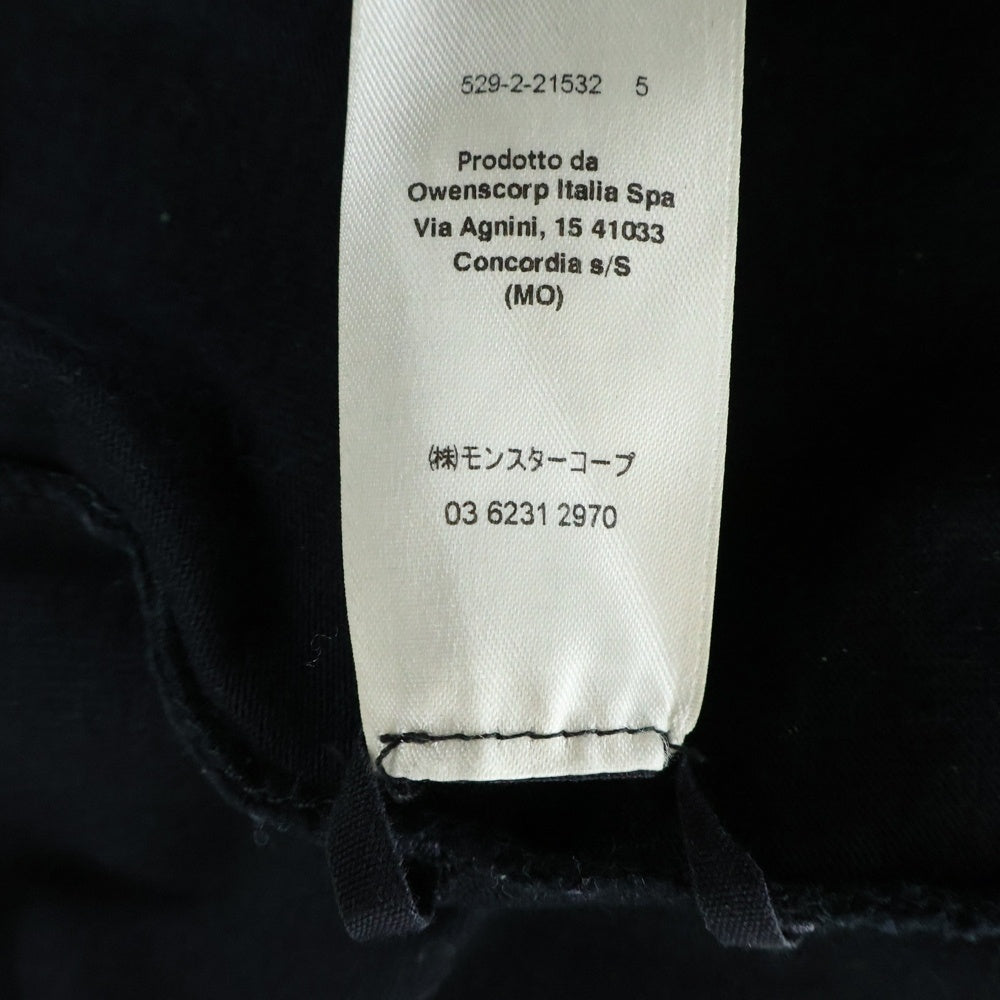 529-2-21532 5
Prodotto da
Owenscorp Italia Spa
Via Agnini, 15 41033
Concordia s/S
(MO)
㈱モンスターコープ
03 6231 2970